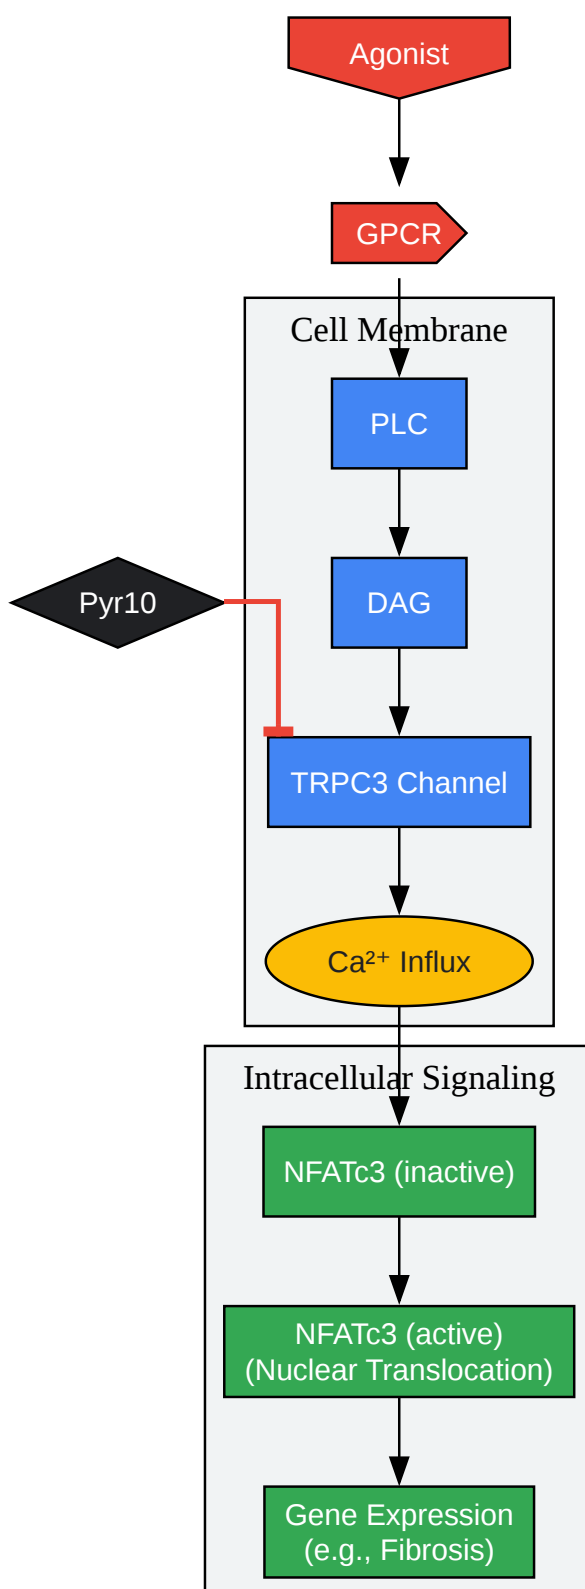 Agonist
GPCR
Cell Membrane
PLC
Pyr10
DAG
TRPC3 Channel
Ca²⁺ Influx
Intracellular Signaling
NFATc3 (inactive)
NFATc3 (active)
(Nuclear Translocation)
Gene Expression
(e.g., Fibrosis)